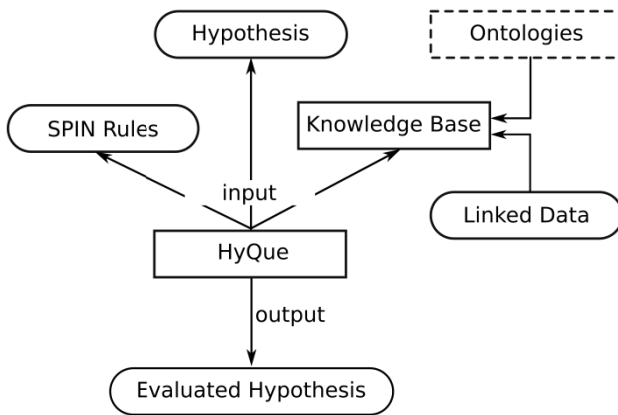 Hypothesis
Ontologies
SPIN Rules
Knowledge Base
input
Linked Data
HyQue
output
Evaluated Hypothesis